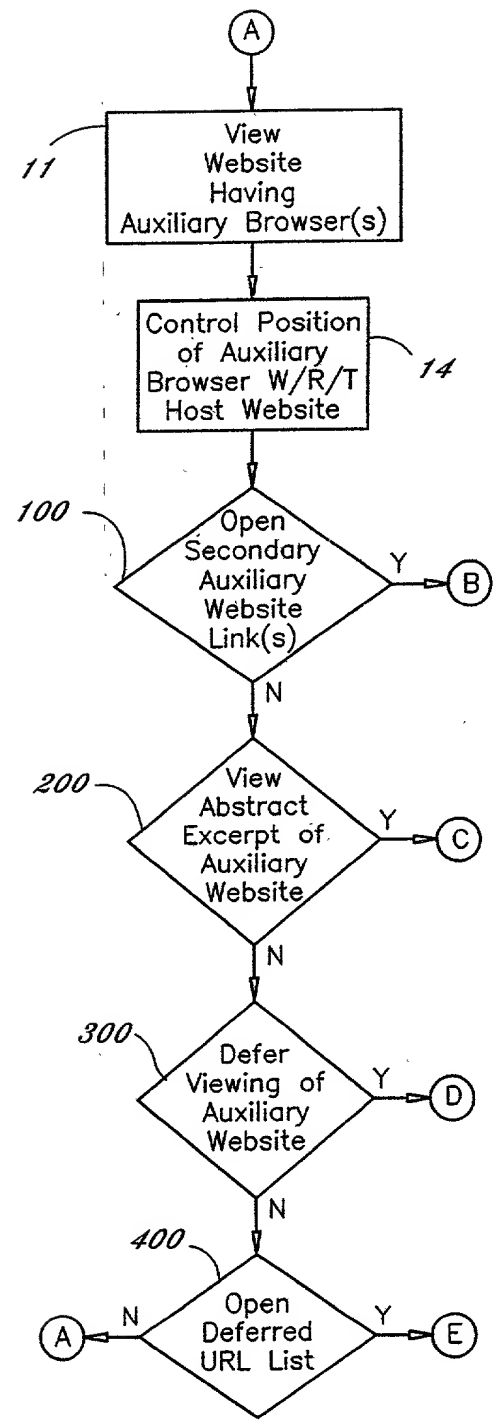 A
11
View
Website
Having
Auxiliary Browser(s)
Control Position
of Auxiliary
Browser W/R/T
Host Website
14
100
Open
Secondary
Auxiliary
Website
Link(s)
Y
B
N
200
View
Abstract
Excerpt of
Auxiliary
Website
Y
C
N
300
Defer
Viewing of
Auxiliary
Website
Y
D
N
400
Open
Deferred
URL List
N
A
Y
E